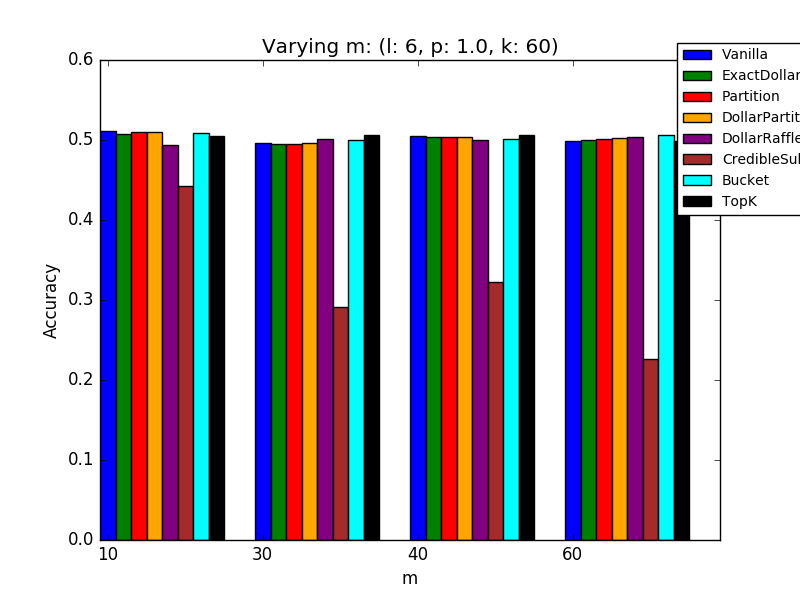 Varying m: (l: 6, p: 1.0, k: 60)
Vanilla
ExactDollar
Partition
DollarPartit
DollarRaffle
CredibleSu
Bucket
TopK
0.6
0.5
0.4
0.3
0.2
0.1
0.0
Accuracy
10 30 40 60
m